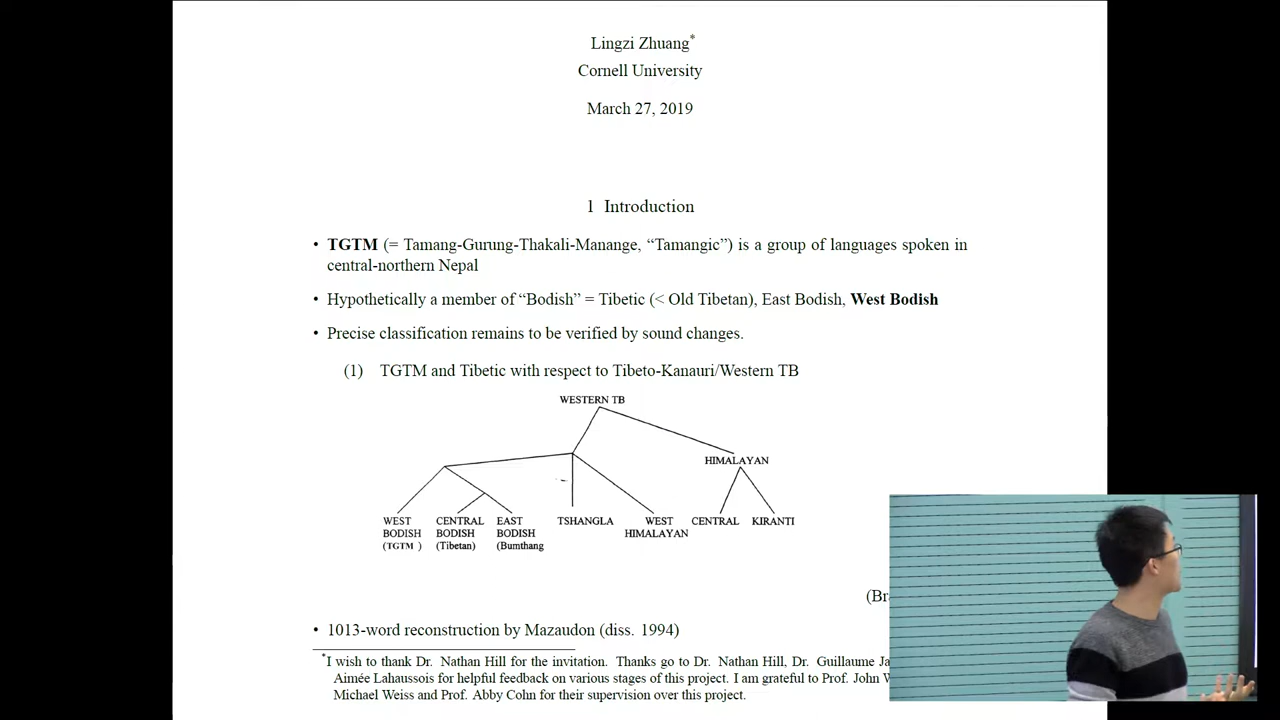 Lingzi Zhuang*
Cornell University
March 27, 2019
1 Introduction
• TGTM (= Tamang-Gurung-Thakali-Manange, “Tamangic”) is a group of languages spoken in
central-northern Nepal
• Hypothetically a member of “Bodish” = Tibetic (< Old Tibetan), East Bodish, West Bodish
• Precise classification remains to be verified by sound changes.
(1) TGTM and Tibetic with respect to Tibeto-Kanauri/Western TB
WESTERN TB
HIMALAYAN
WEST CENTRAL EAST TSHANGLA WEST CENTRAL KIRANTI
BODISH BODISH BODISH HIMALAYAN
(TGTM ) (Tibetan) (Bumthang
• 1013-word reconstruction by Mazaudon (diss. 1994)
*I wish to thank Dr. Nathan Hill for the invitation. Thanks go to Dr. Nathan Hill, Dr. Guillaume
Aimée Lahaussois for helpful feedback on various stages of this project. I am grateful to Prof. John
Michael Weiss and Prof. Abby Cohn for their supervision over this project.